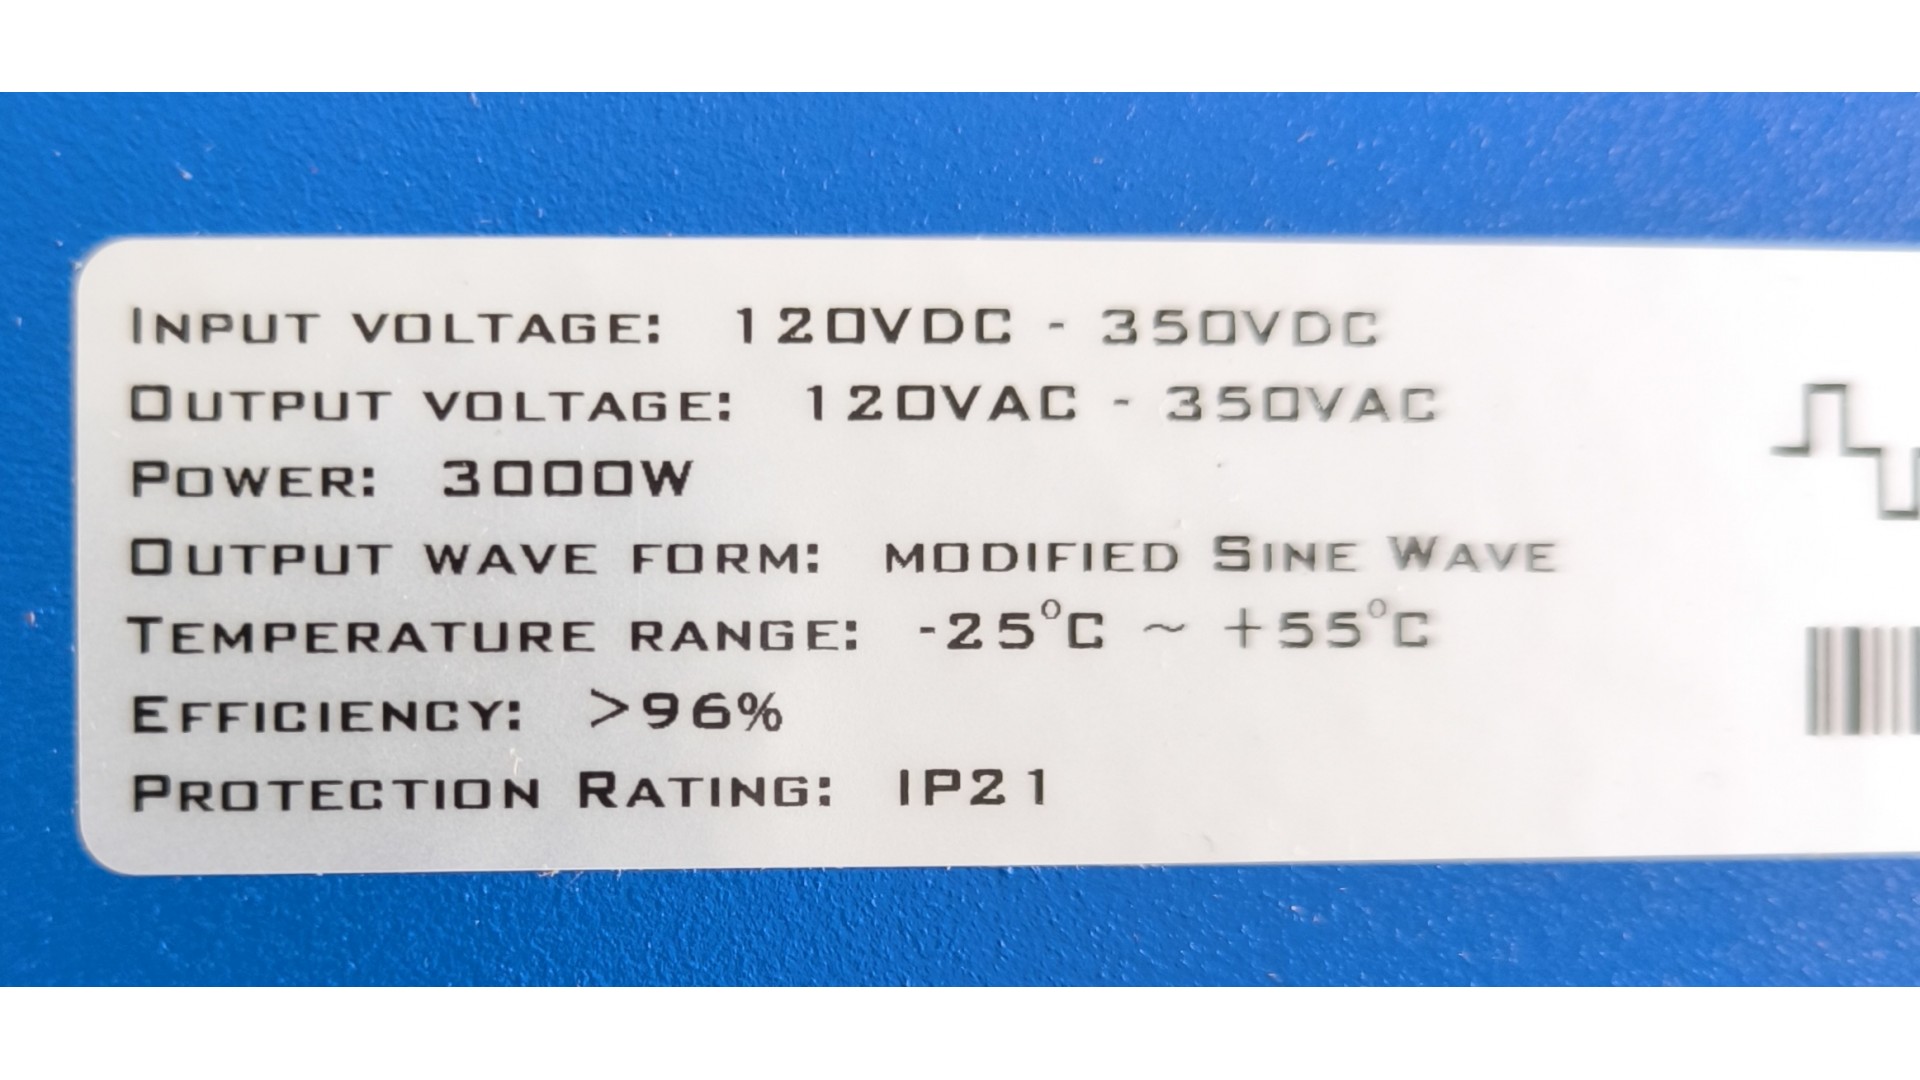 INPUT VOLTAGE: 120VDC - 350VDC
OUTPUT VOLTAGE: 120VAC - 350VAC
POWER: 3000W
OUTPUT WAVE FORM: MODIFIED SINE WAVE
TEMPERATURE RANGE: -25°C ~ +55°C
EFFICIENCY: >96%
PROTECTION RATING: IP21